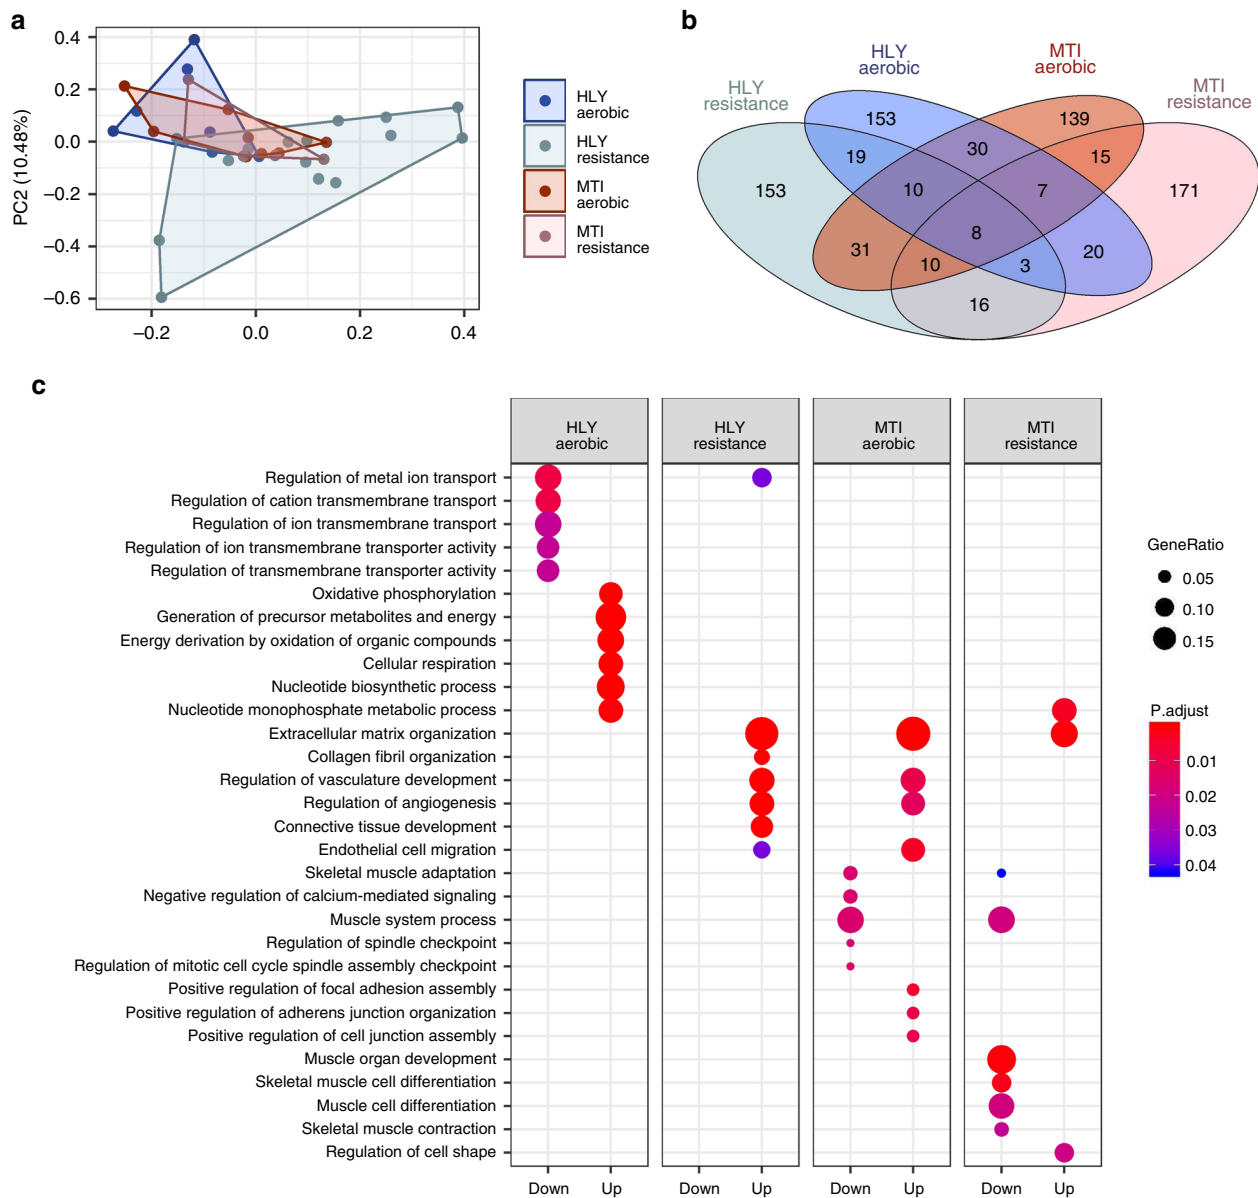 a
0.4
0.2
0.0
−0.2
−0.4
−0.6
PC2 (10.48%)
−0.2
0.0
0.2
0.4
HLY
aerobic
HLY
resistance
MTI
aerobic
MTI
resistance
b
HLY
resistance
HLY
aerobic
MTI
aerobic
MTI
resistance
153
139
19
30
15
153
10
7
171
8
31
10
3
20
16
c
HLY
aerobic
HLY
resistance
MTI
aerobic
MTI
resistance
Regulation of metal ion transport
Regulation of cation transmembrane transport
Regulation of ion transmembrane transport
Regulation of ion transmembrane transporter activity
Regulation of transmembrane transporter activity
Oxidative phosphorylation
Generation of precursor metabolites and energy
Energy derivation by oxidation of organic compounds
Cellular respiration
Nucleotide biosynthetic process
Nucleotide monophosphate metabolic process
Extracellular matrix organization
Collagen fibril organization
Regulation of vasculature development
Regulation of angiogenesis
Connective tissue development
Endothelial cell migration
Skeletal muscle adaptation
Negative regulation of calcium-mediated signaling
Muscle system process
Regulation of spindle checkpoint
Regulation of mitotic cell cycle spindle assembly checkpoint
Positive regulation of focal adhesion assembly
Positive regulation of adherens junction organization
Positive regulation of cell junction assembly
Muscle organ development
Skeletal muscle cell differentiation
Muscle cell differentiation
Skeletal muscle contraction
Regulation of cell shape
Down Up Down Up Down Up Down Up
GeneRatio
0.05
0.10
0.15
P.adjust
0.01
0.02
0.03
0.04